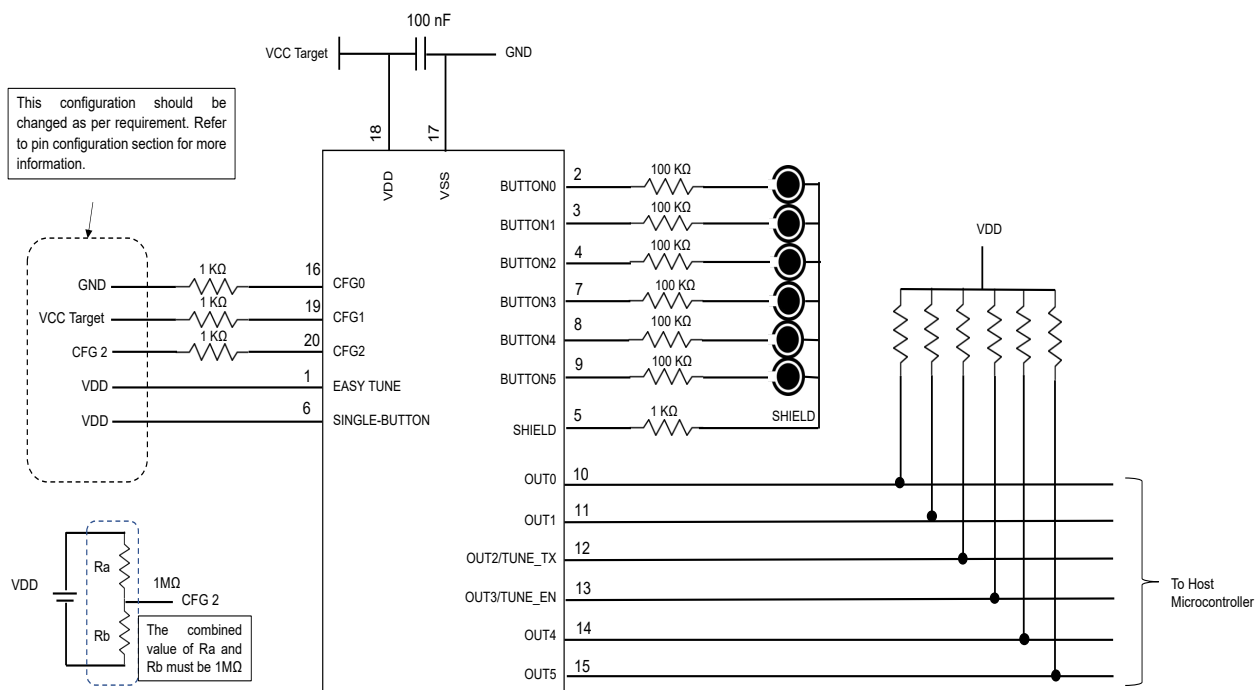 100 nF
VCC Target
GND
This configuration should be
changed as per requirement. Refer
to pin configuration section for more
information.
18
17
VDD
VSS
BUTTON0
2
100 KΩ
BUTTON1
3
100 KΩ
BUTTON2
4
100 KΩ
BUTTON3
7
100 KΩ
BUTTON4
8
100 KΩ
BUTTON5
9
100 KΩ
SHIELD
5
1 KΩ
SHIELD
VDD
GND
1 KΩ
16
CFG0
VCC Target
1 KΩ
19
CFG1
CFG 2
1 KΩ
20
CFG2
VDD
1
EASY TUNE
VDD
6
SINGLE-BUTTON
OUT0
10
OUT1
11
OUT2/TUNE_TX
12
OUT3/TUNE_EN
13
OUT4
14
OUT5
15
To Host
Microcontroller
VDD
Ra
Rb
1MΩ
CFG 2
The combined
value of Ra and
Rb must be 1MΩ